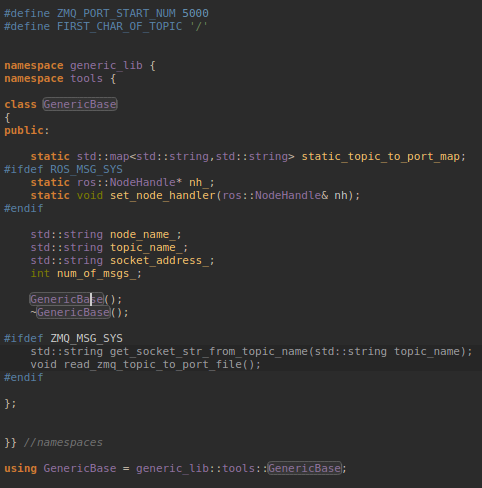 #define ZMQ_PORT_START_NUM 5000
#define FIRST_CHAR_OF_TOPIC '/'
namespace generic_lib {
namespace tools {
class GenericBase
{
public:
static std::map<std::string,std::string> static_topic_to_port_map;
#ifdef ROS_MSG_SYS
static ros::NodeHandle* nh_;
static void set_node_handler(ros::NodeHandle& nh);
#endif
std::string node_name_;
std::string topic_name_;
std::string socket_address_;
int num_of_msgs_;
GenericBase();
~GenericBase();
#ifdef ZMQ_MSG_SYS
std::string get_socket_str_from_topic_name(std::string topic_name);
void read_zmq_topic_to_port_file();
#endif
};
}} //namespaces
using GenericBase = generic_lib::tools::GenericBase;